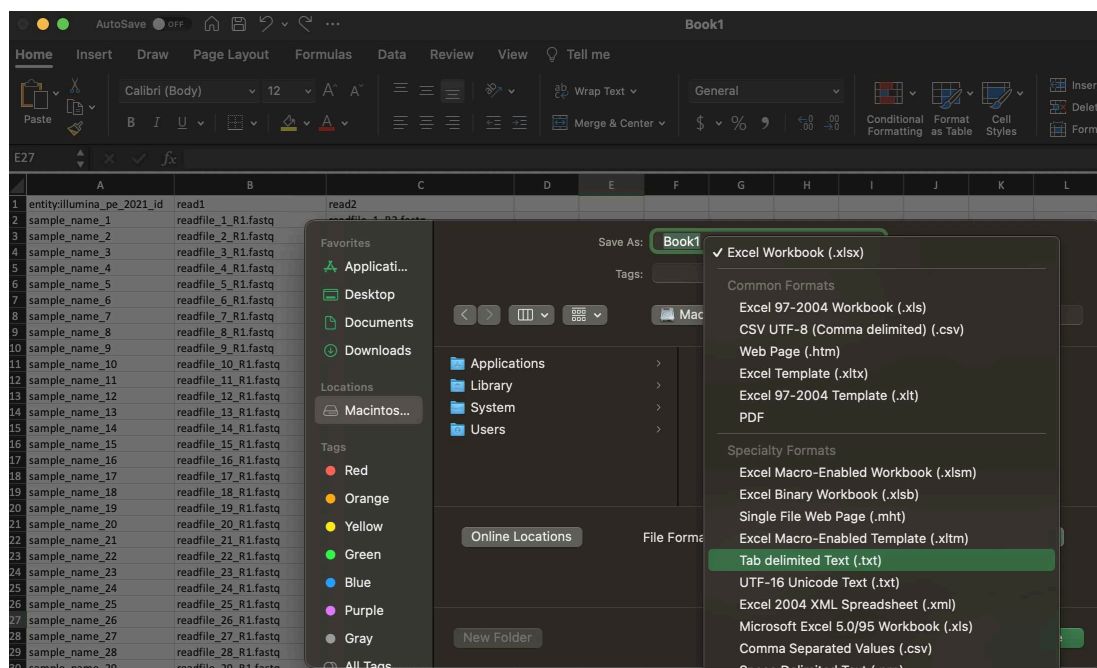 AutoSave OFF ...
Book1
Home Insert Draw Page Layout Formulas Data Review View Tell me
Calibri (Body) 12 A^ A˅ Wrap Text General Inser
Paste B I U A Merge & Center $ % 9 Conditional Formatting Format as Table Cell Styles Delet
Form
E27 fx
A B C D E F G H I J K L
1 entity:illumina_pe_2021_id read1 read2
2 sample_name_1 readfile_1_R1.fastq readfile_1_R2.fastq
3 sample_name_2 readfile_2_R1.fastq
4 sample_name_3 readfile_3_R1.fastq
5 sample_name_4 readfile_4_R1.fastq
6 sample_name_5 readfile_5_R1.fastq
7 sample_name_6 readfile_6_R1.fastq
8 sample_name_7 readfile_7_R1.fastq
9 sample_name_8 readfile_8_R1.fastq
10 sample_name_9 readfile_9_R1.fastq
11 sample_name_10 readfile_10_R1.fastq
12 sample_name_11 readfile_11_R1.fastq
13 sample_name_12 readfile_12_R1.fastq
14 sample_name_13 readfile_13_R1.fastq
15 sample_name_14 readfile_14_R1.fastq
16 sample_name_15 readfile_15_R1.fastq
17 sample_name_16 readfile_16_R1.fastq
18 sample_name_17 readfile_17_R1.fastq
19 sample_name_18 readfile_18_R1.fastq
20 sample_name_19 readfile_19_R1.fastq
21 sample_name_20 readfile_20_R1.fastq
22 sample_name_21 readfile_21_R1.fastq
23 sample_name_22 readfile_22_R1.fastq
24 sample_name_23 readfile_23_R1.fastq
25 sample_name_24 readfile_24_R1.fastq
26 sample_name_25 readfile_25_R1.fastq
27 sample_name_26 readfile_26_R1.fastq
28 sample_name_27 readfile_27_R1.fastq
29 sample_name_28 readfile_28_R1.fastq
30 sample_name_29 readfile_29_R1.fastq
Favorites
Applicati...
Desktop
Documents
Downloads
Locations
Macintos...
Tags
Red
Orange
Yellow
Green
Blue
Purple
Gray
All Tags
Save As: Book1
Tags:
Mac
Applications
Library
System
Users
Online Locations File Forma
New Folder
✓ Excel Workbook (.xlsx)
Common Formats
Excel 97-2004 Workbook (.xls)
CSV UTF-8 (Comma delimited) (.csv)
Web Page (.htm)
Excel Template (.xltx)
Excel 97-2004 Template (.xlt)
PDF
Specialty Formats
Excel Macro-Enabled Workbook (.xlsm)
Excel Binary Workbook (.xlsb)
Single File Web Page (.mht)
Excel Macro-Enabled Template (.xltm)
Tab delimited Text (.txt)
UTF-16 Unicode Text (.txt)
Excel 2004 XML Spreadsheet (.xml)
Microsoft Excel 5.0/95 Workbook (.xls)
Comma Separated Values (.csv)